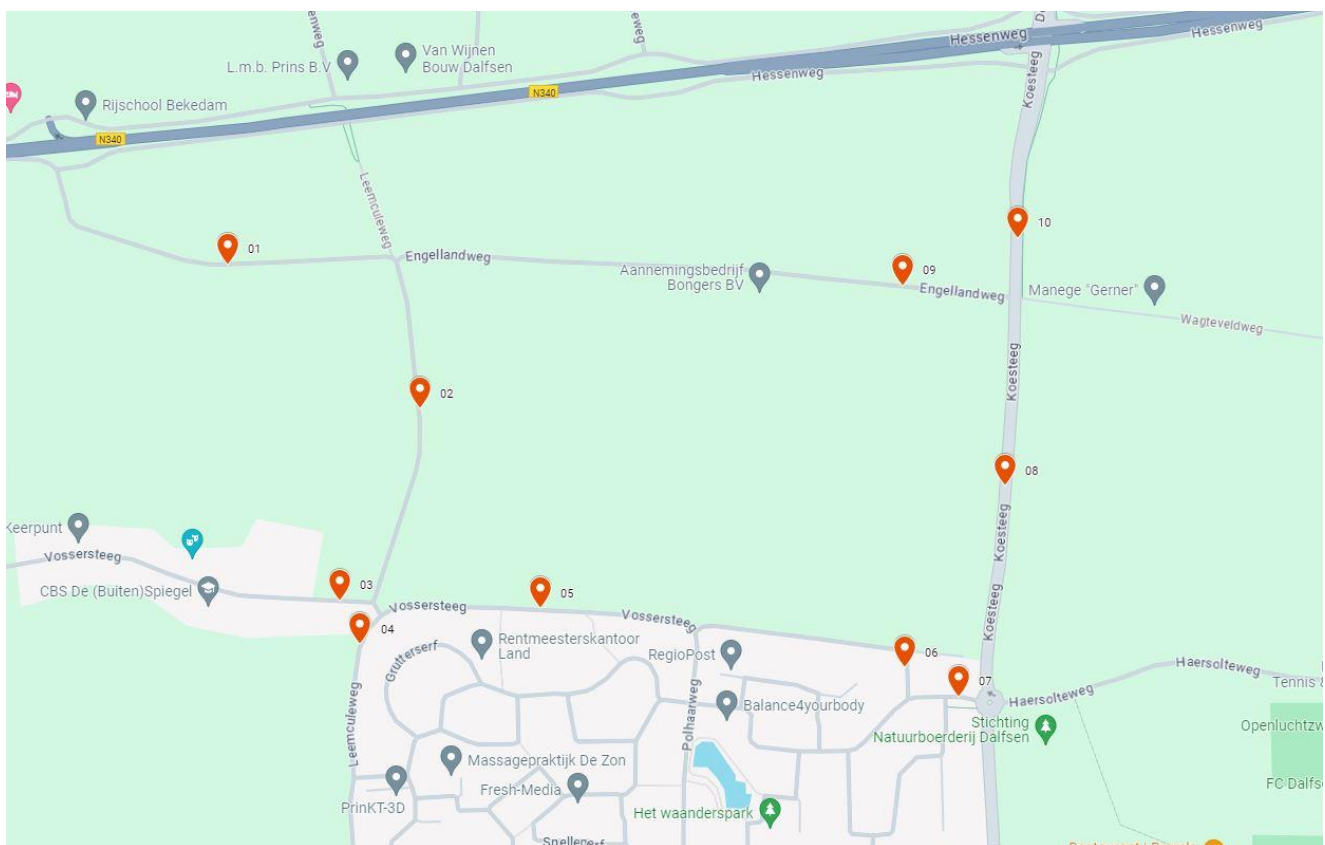 Hessenweg
Hessenweg
Koesteeg
Van Wijnen
Bouw Dalfsen
L.m.b. Prins B.V
Hessenweg
N340
Rijschool Bekedam
N340
Leemculeweg
10
01
Engellandweg
Aannemingsbedrijf
Bongers BV
09
Engellandweg
Manege "Gerner"
Wagteveldweg
Koesteeg
02
08
Koesteeg
Keerpunt
Vossersteeg
CBS De (Buiten)Spiegel
03
05
Vossersteeg
Vossersteeg
04
Koesteeg
Rentmeesterskantoor
Land
Grutterserf
RegioPost
06
07
Haersolteweg
Haersolteweg
Tennis &
Leemculeweg
Polhaarweg
Balance4yourbody
Stichting
Natuurboerderij Dalfsen
Openluchtzw
Massagepraktijk De Zon
Fresh-Media
FC Dalfse
PrinKT-3D
Het waanderspark